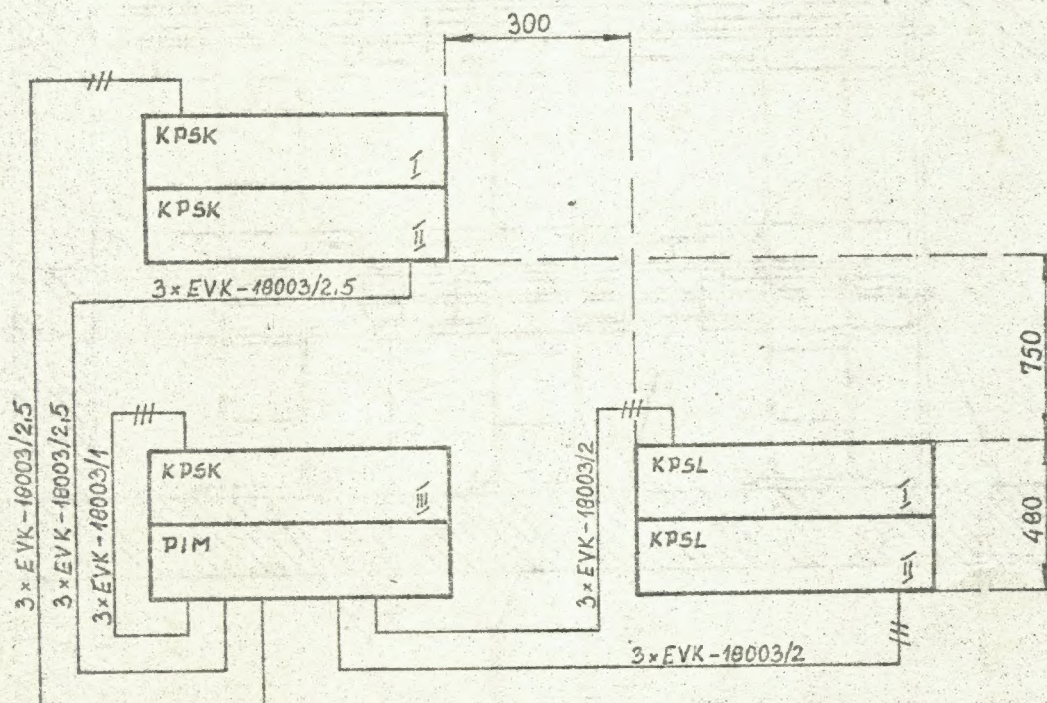 300
KPSK
I
KPSK
II
3×EVK-18003/2.5
750
3×EVK-18003/2.5
3×EVK-18003/2.5
3×EVK-18003/1
KPSK
III
PIM
3×EVK-18003/2
KPSL
I
KPSL
II
480
3×EVK-18003/2